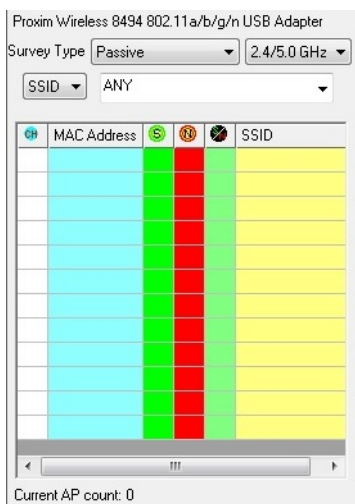 Proxim Wireless 8494 802.11a/b/g/n USB Adapter
Survey Type Passive 2.4/5.0 GHz
SSID ANY
CH MAC Address S N SSID
Current AP count: 0